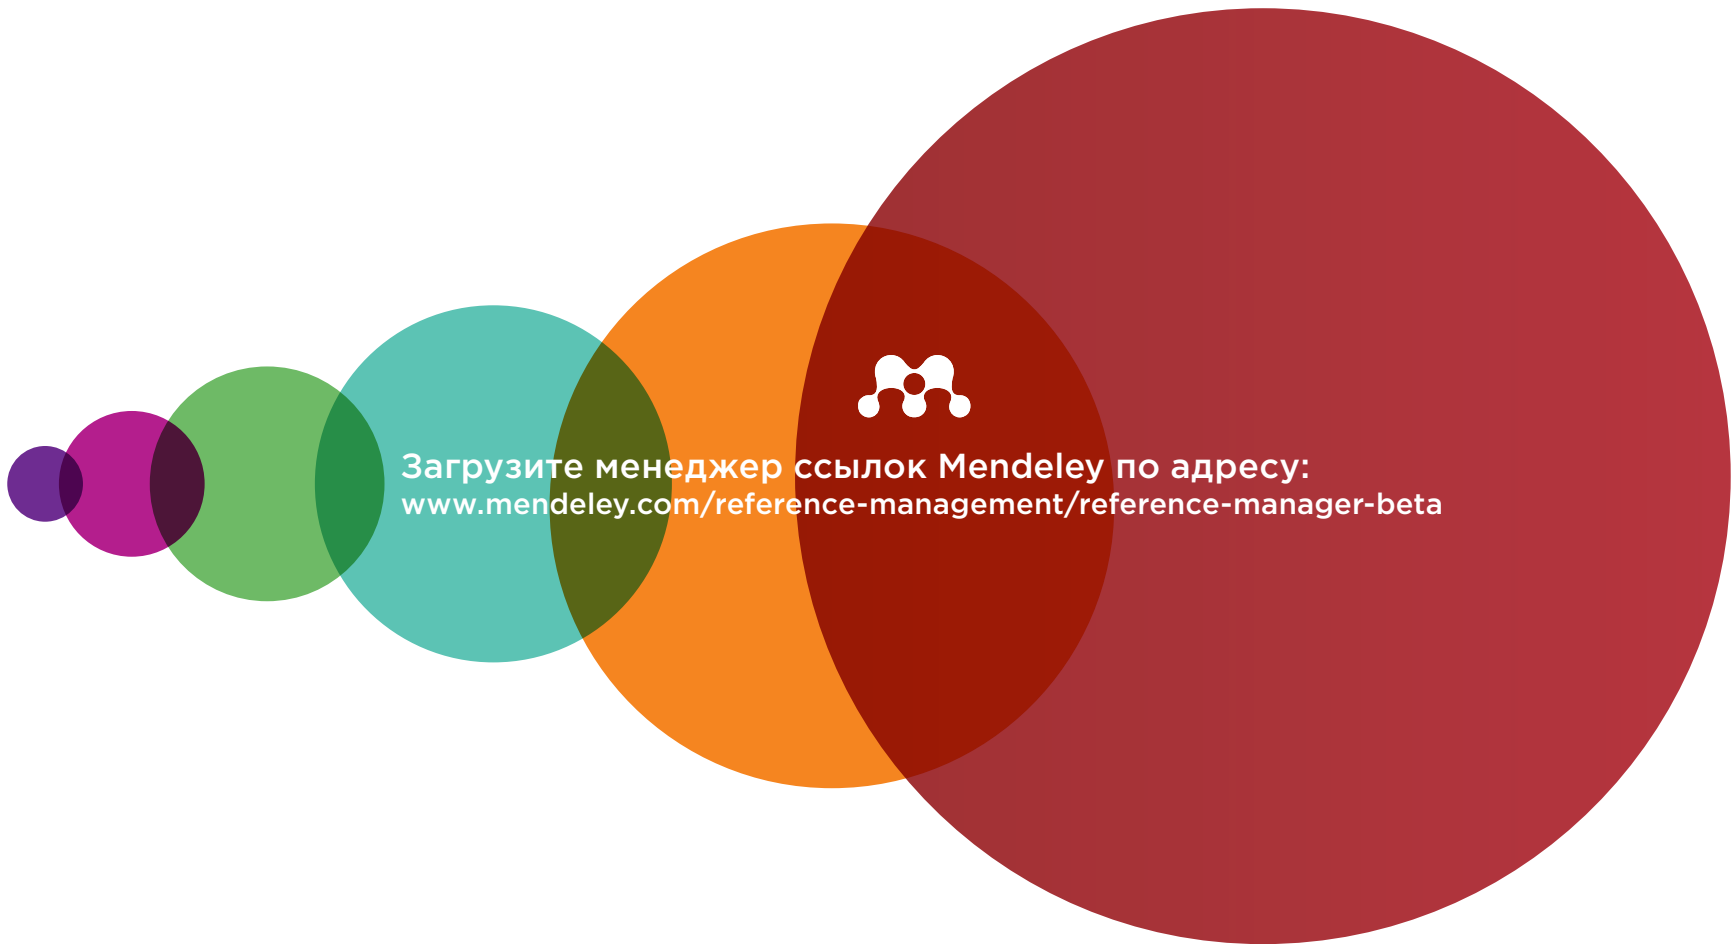 Загрузите менеджер ссылок Mendeley по адресу:
www.mendeley.com/reference-management/reference-manager-beta